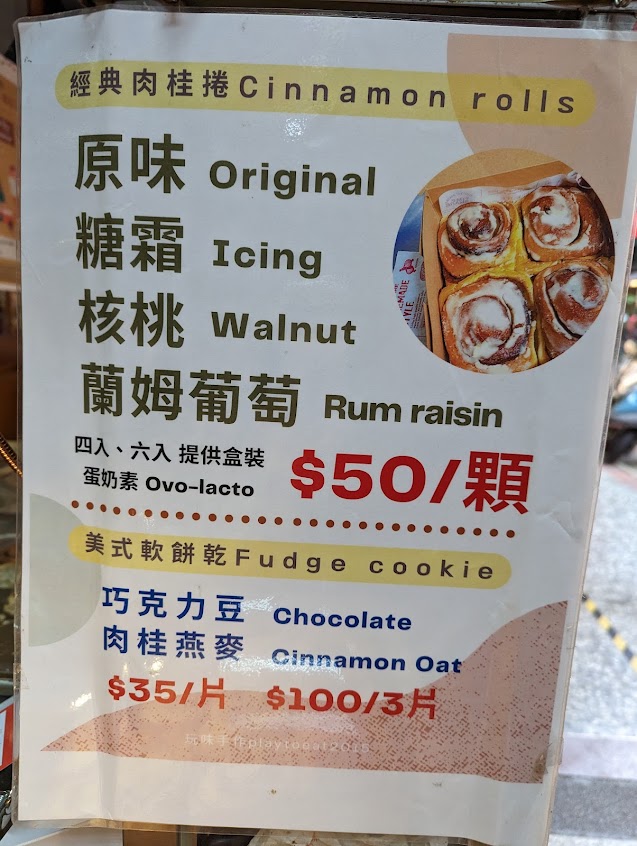 經典肉桂捲Cinnamon rolls
原味 Original
糖霜 Icing
核桃 Walnut
蘭姆葡萄 Rum raisin
四入、六入 提供盒裝
蛋奶素 Ovo-lacto
$50/顆
美式軟餅乾Fudge cookie
巧克力豆 Chocolate
肉桂燕麥 Cinnamon Oat
$35/片 $100/3片